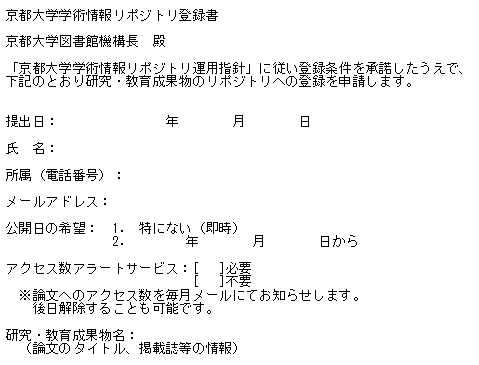 京都大学学術情報リポジトリ登録書
京都大学図書館機構長　殿
「京都大学学術情報リポジトリ運用指針」に従い登録条件を承諾したうえで、
下記のとおり研究・教育成果物のリポジトリへの登録を申請します。
提出日：　　　　　　　　年　　　　月　　　　日
氏　名：
所属（電話番号）：
メールアドレス：
公開日の希望：　1.　特にない（即時）
2.　　　　　年　　　　月　　　　日から
アクセス数アラートサービス：[　 ]必要
[　 ]不要
※論文へのアクセス数を毎月メールにてお知らせします。
後日解除することも可能です。
研究・教育成果物名：
（論文のタイトル、掲載誌等の情報）